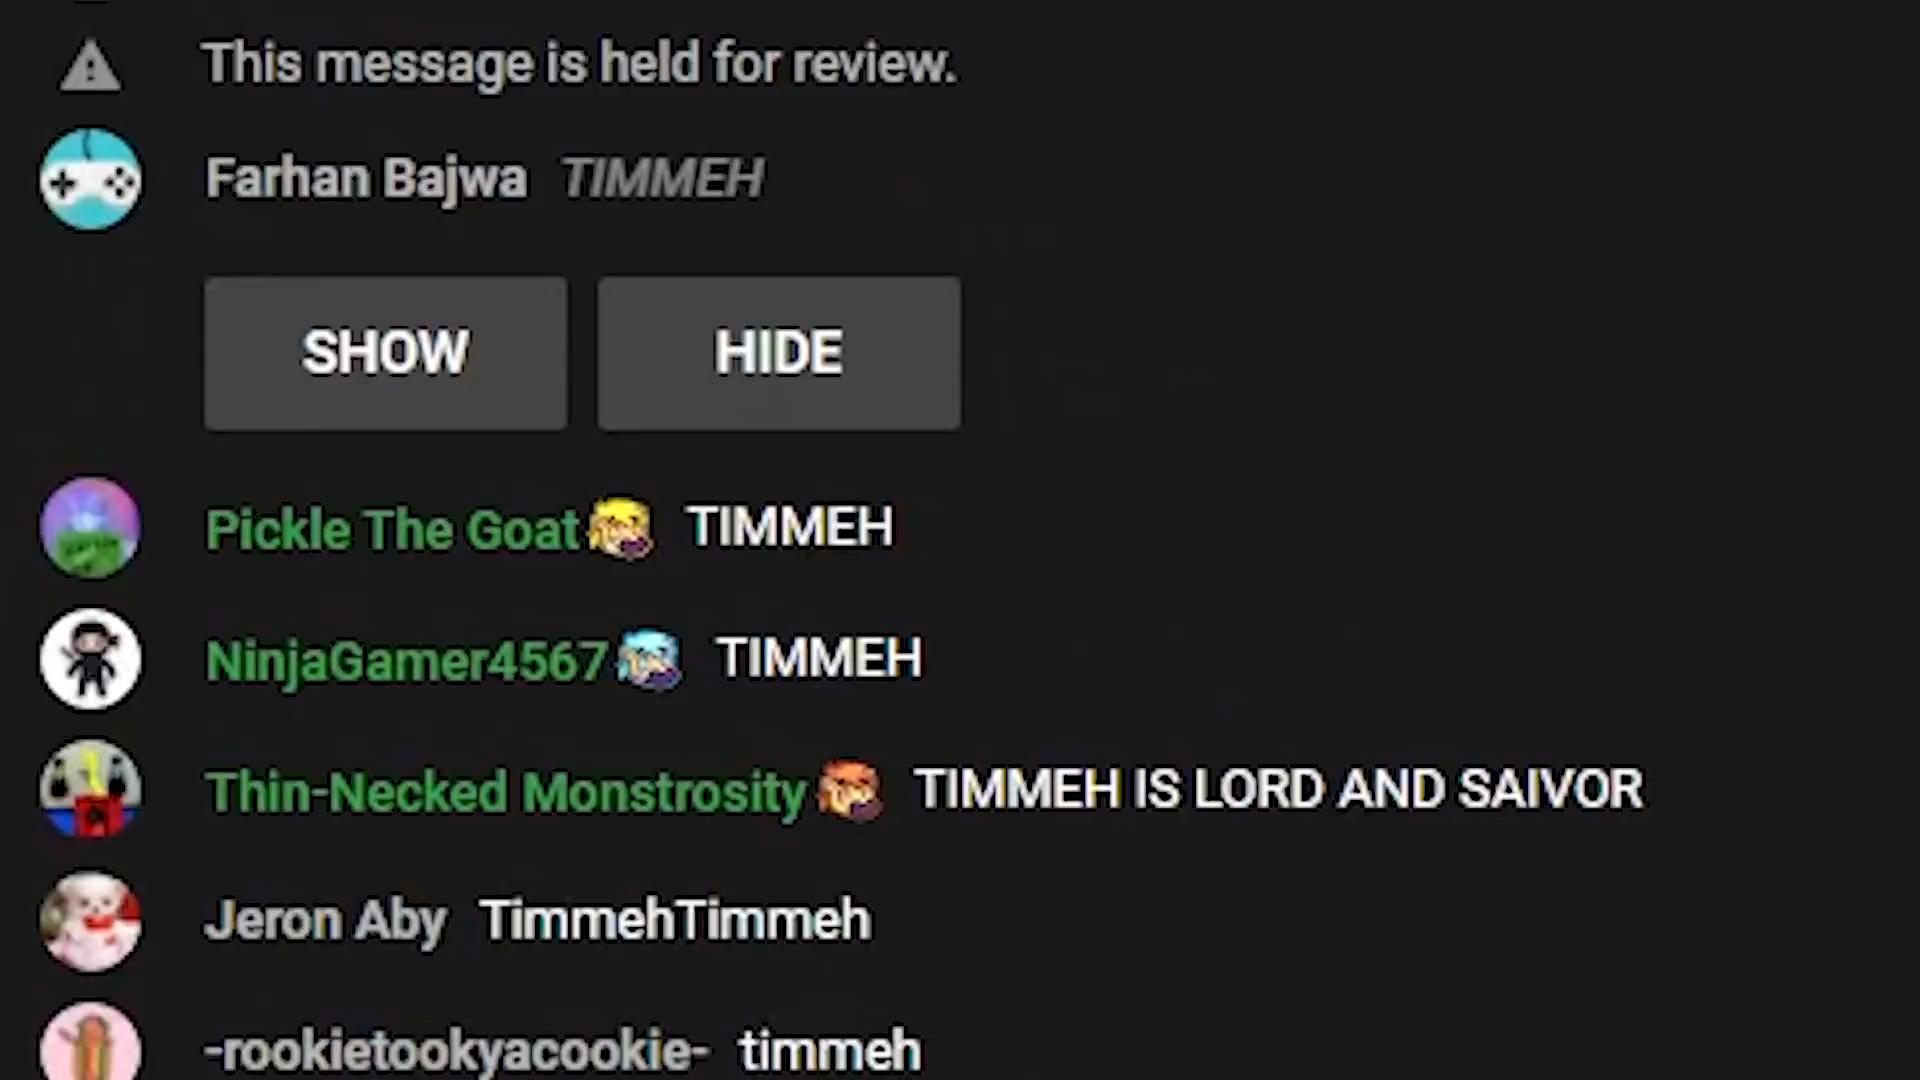 This message is held for review.
Farhan Bajwa TIMMEH
SHOW HIDE
Pickle The Goat TIMMEH
NinjaGamer4567 TIMMEH
Thin-Necked Monstrosity TIMMEH IS LORD AND SAIVOR
Jeron Aby TimmehTimmeh
-rookietookyacookie- timmeh